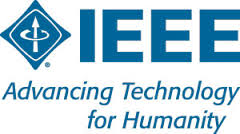 IEEE
®
Advancing Technology
for Humanity